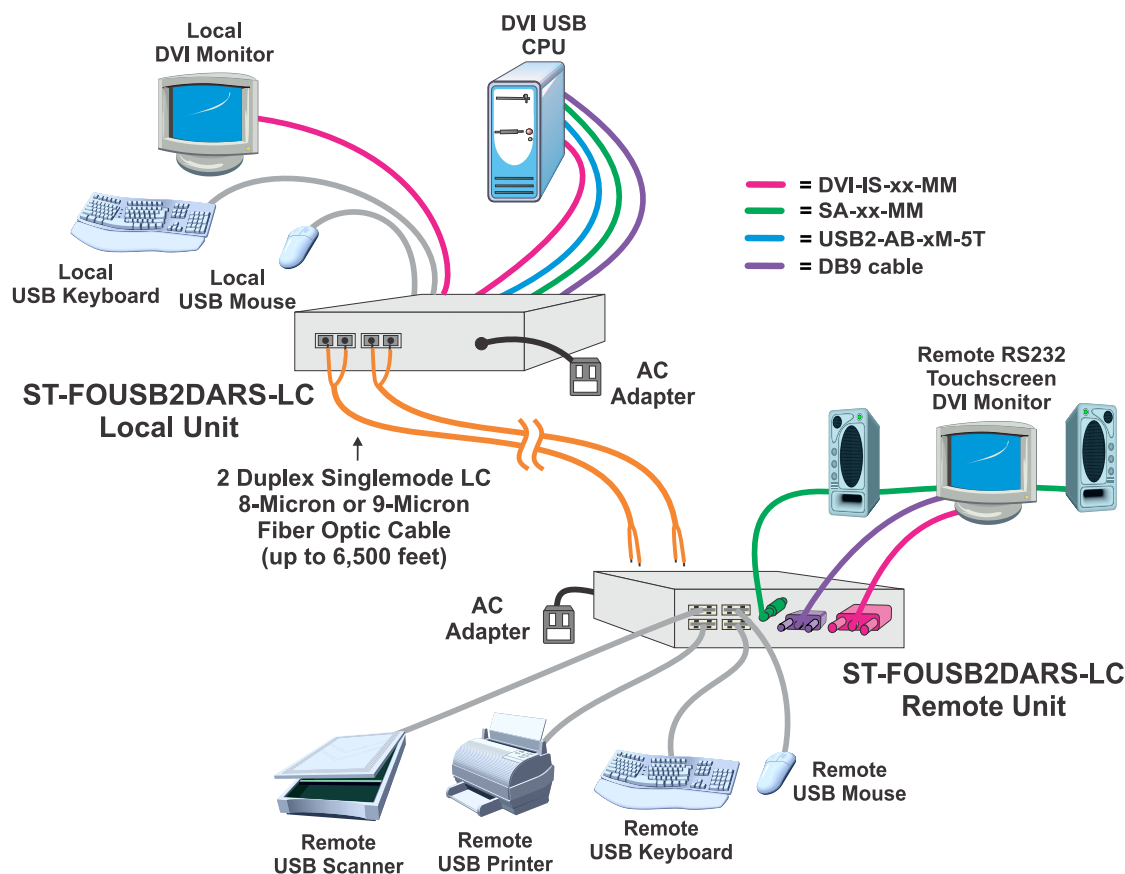 Local
DVI Monitor
DVI USB
CPU
= DVI-IS-xx-MM
= SA-xx-MM
= USB2-AB-xM-5T
= DB9 cable
Local
USB Keyboard
Local
USB Mouse
AC
Adapter
ST-FOUSB2DARS-LC
Local Unit
Remote RS232
Touchscreen
DVI Monitor
2 Duplex Singlemode LC
8-Micron or 9-Micron
Fiber Optic Cable
(up to 6,500 feet)
AC
Adapter
ST-FOUSB2DARS-LC
Remote Unit
Remote
USB Scanner
Remote
USB Printer
Remote
USB Keyboard
Remote
USB Mouse